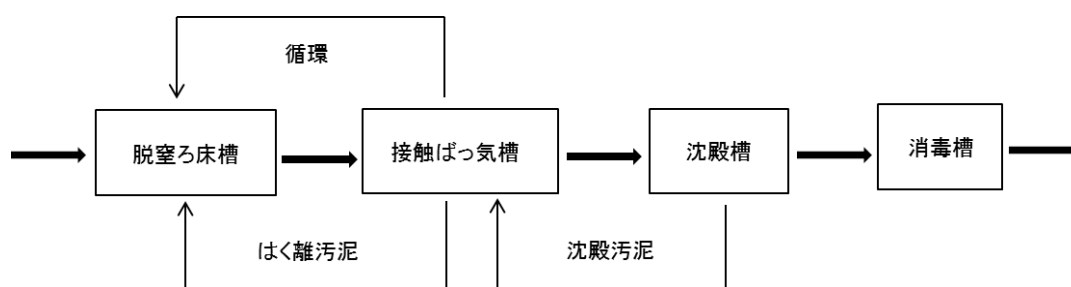 循環
脱窒ろ床槽
接触ばっ気槽
沈殿槽
消毒槽
はく離汚泥
沈殿汚泥